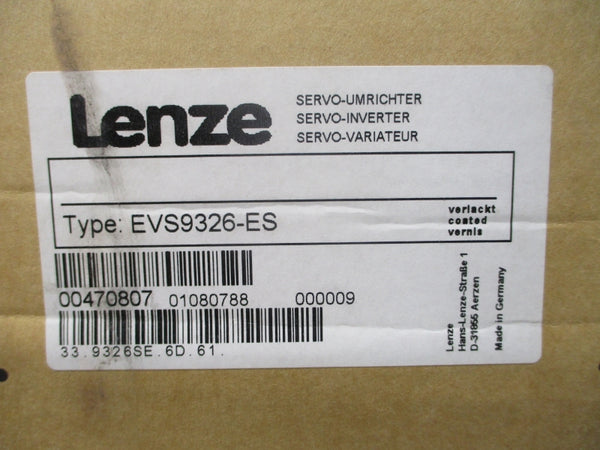 Lenze
SERVO-UMRICHTER
SERVO-INVERTER
SERVO-VARIATEUR
Type: EVS9326-ES
verlackt
coated
vernis
00470807 01080788 000009
33.9326SE.6D.61.
Lenze
Hans-Lenze-Straße 1
D-31855 Aerzen
Made in Germany